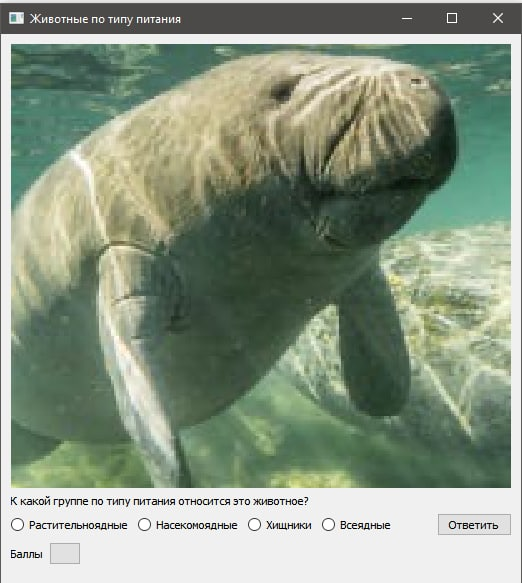 Животные по типу питания
К какой группе по типу питания относится это животное?
Растительноядные Насекомоядные Хищники Всеядные Ответить
Баллы